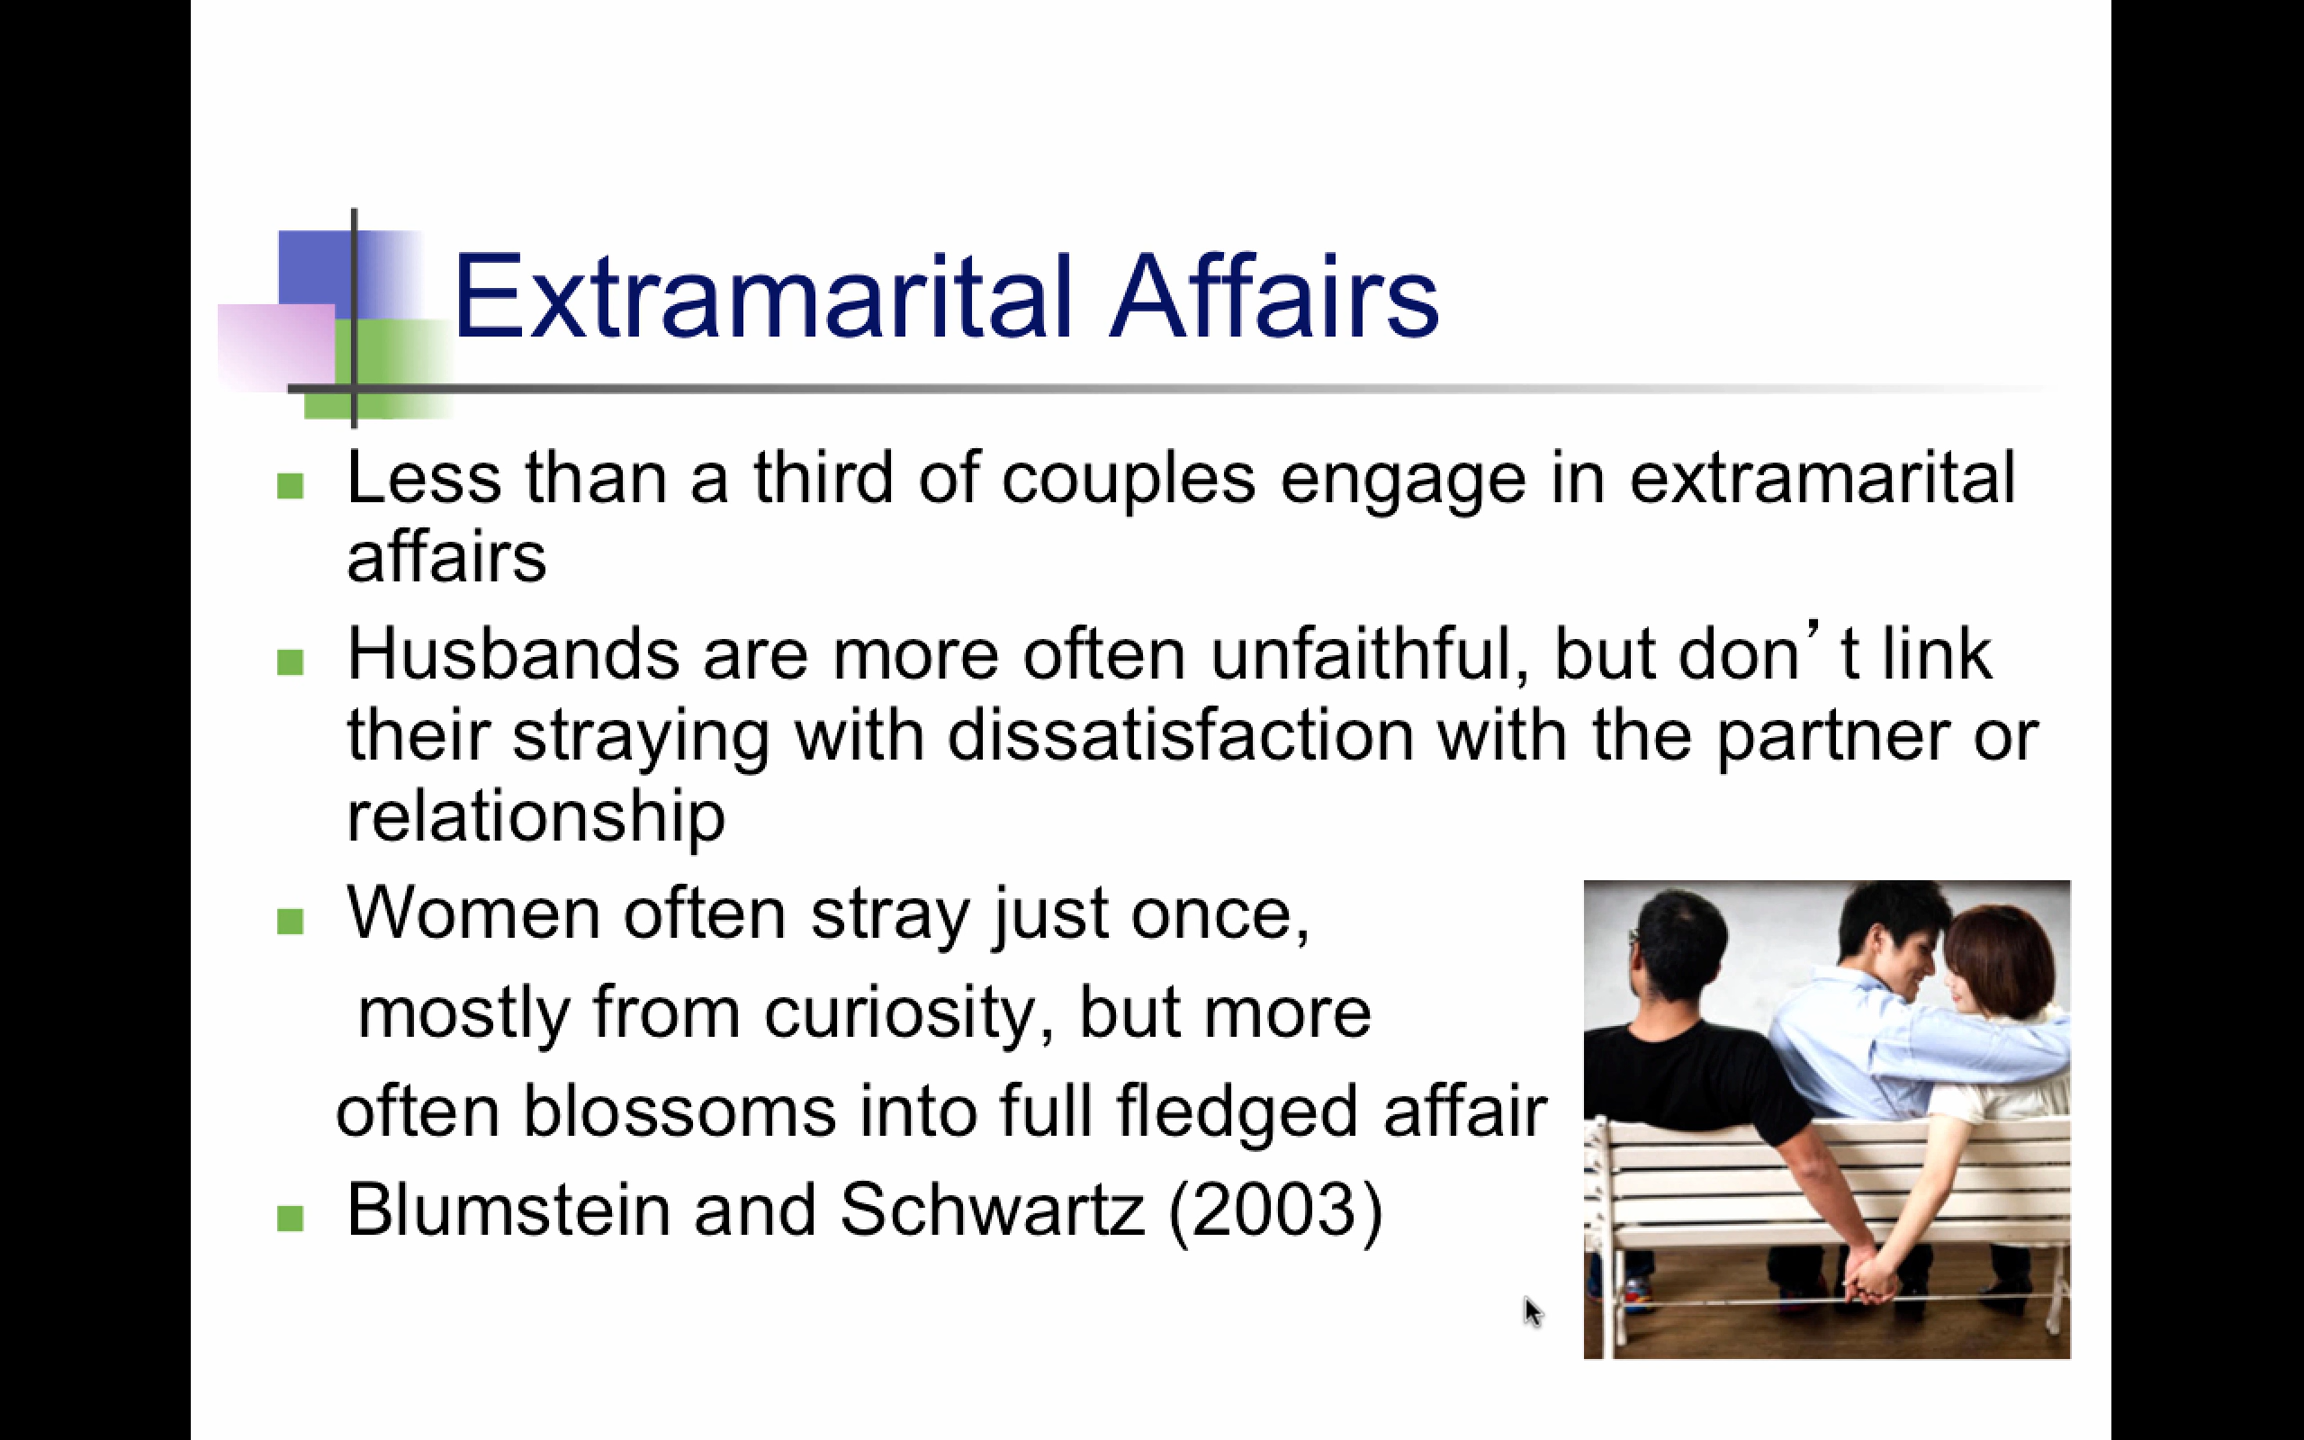 Extramarital Affairs
Less than a third of couples engage in extramarital
affairs
Husbands are more often unfaithful, but don’ t link
their straying with dissatisfaction with the partner or
relationship
Women often stray just once,
mostly from curiosity, but more
often blossoms into full fledged affair
Blumstein and Schwartz (2003)